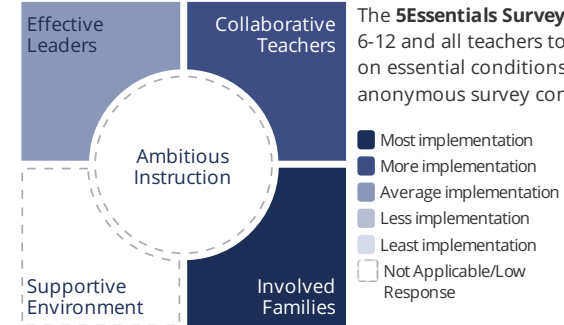 Effective
Leaders
Collaborative
Teachers
Ambitious
Instruction
Supportive
Environment
Involved
Families
The 5Essentials Survey
6-12 and all teachers to
on essential conditions
anonymous survey con
Most implementation
More implementation
Average implementation
Less implementation
Least implementation
Not Applicable/Low
Response